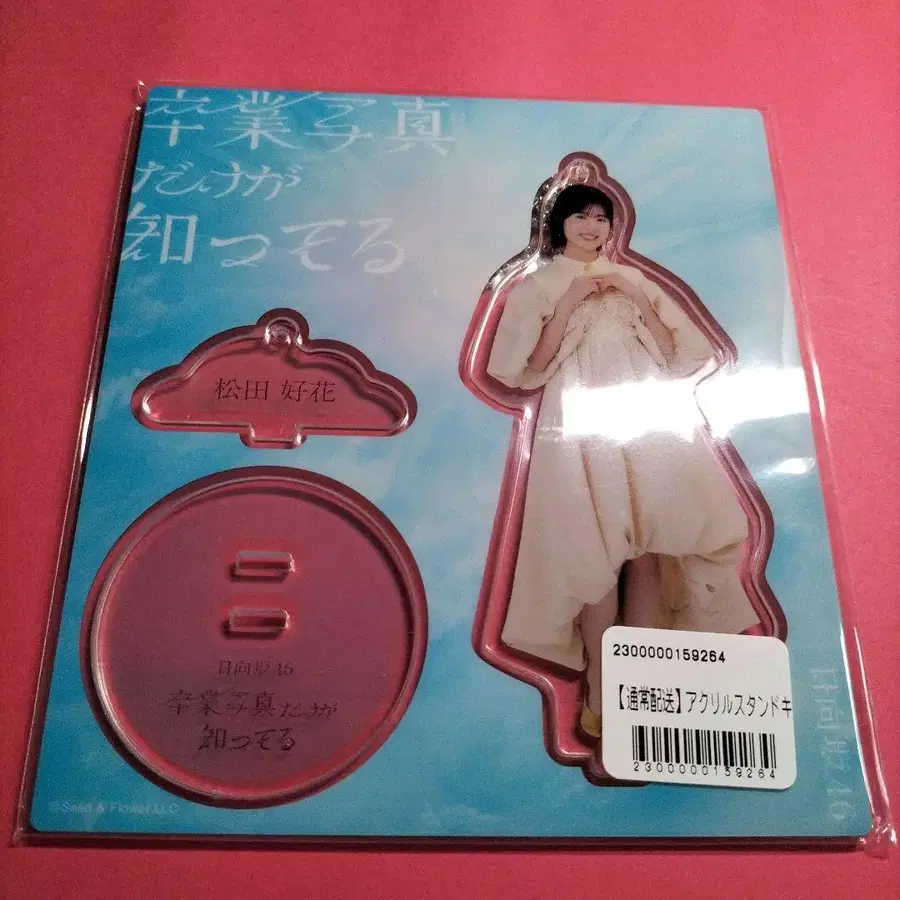 卒業写真
だけが
知ってる
松田 好花
日向坂46
卒業写真だけが
知ってる
©Seed & Flower LLC
2300000159264
【通常配送】アクリルスタンドキ
2300000159264
日向坂46